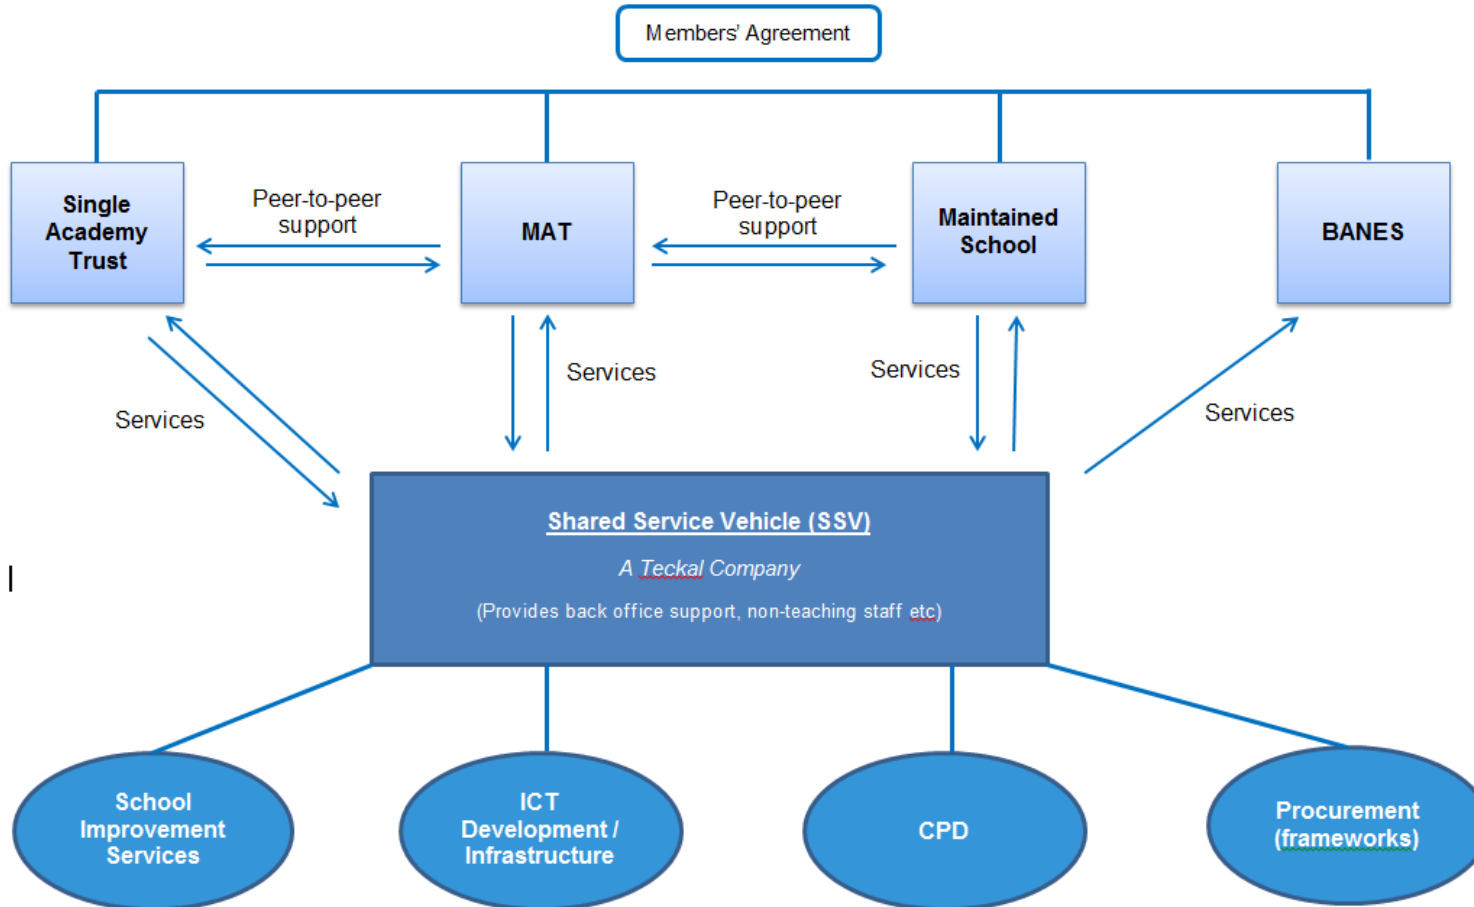 Members' Agreement
Single
Academy
Trust
Peer-to-peer
support
MAT
Peer-to-peer
support
Maintained
School
BANES
Services
Services
Services
Services
Shared Service Vehicle (SSV)
A Teckal Company
(Provides back office support, non-teaching staff etc)
School
Improvement
Services
ICT
Development /
Infrastructure
CPD
Procurement
(frameworks)